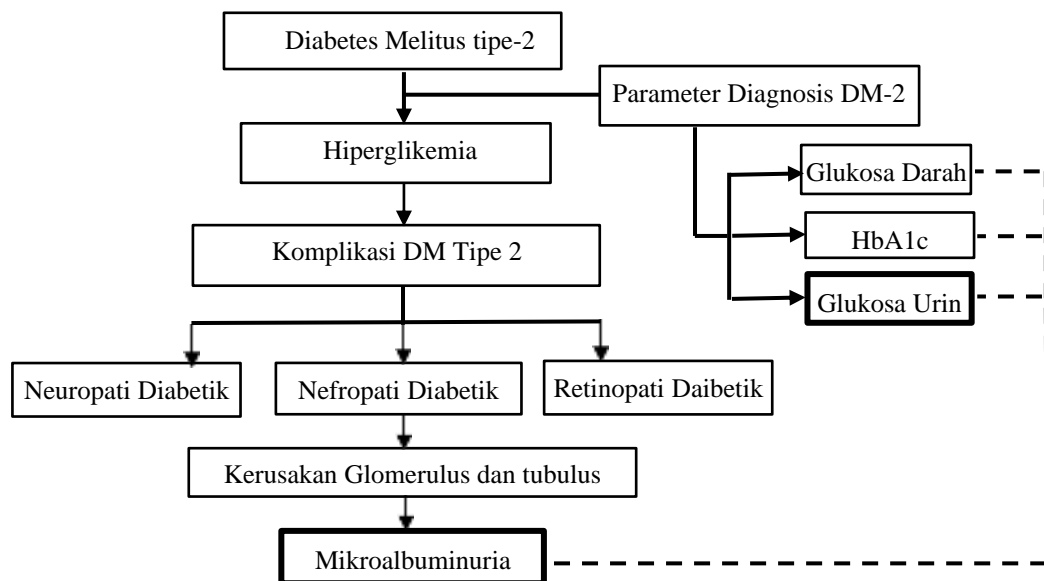 Diabetes Melitus tipe-2
Parameter Diagnosis DM-2
Hiperglikemia
Glukosa Darah
HbA1c
Glukosa Urin
Komplikasi DM Tipe 2
Neuropati Diabetik
Nefropati Diabetik
Retinopati Daibetik
Kerusakan Glomerulus dan tubulus
Mikroalbuminuria